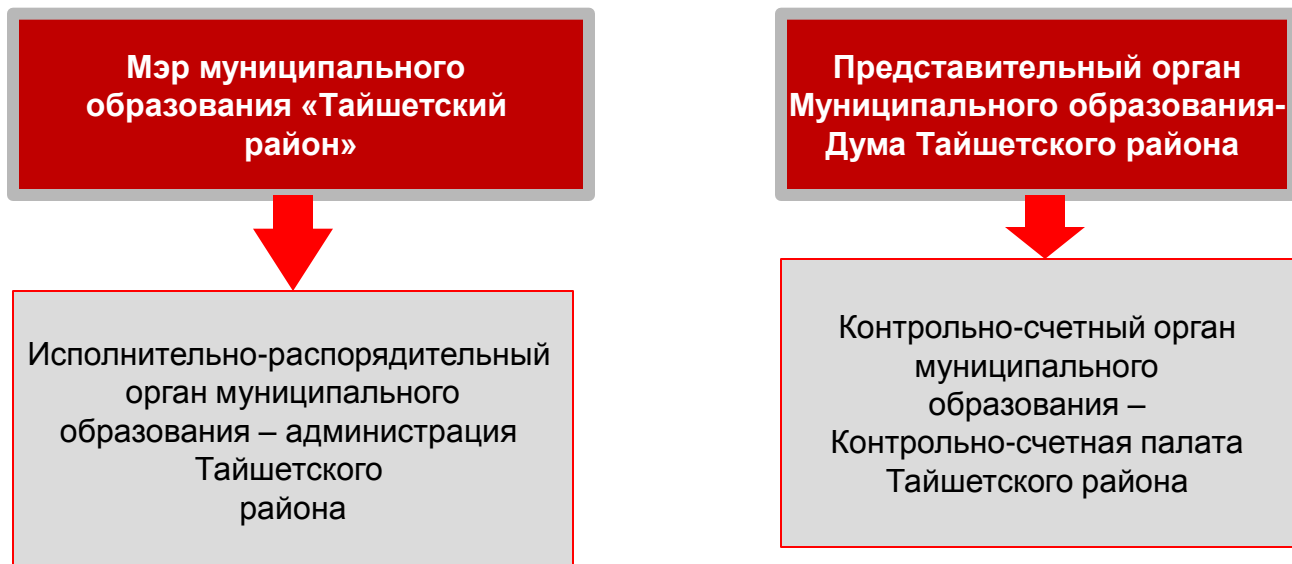 Мэр муниципального
образования «Тайшетский
район»
Представительный орган
Муниципального образования-
Дума Тайшетского района
Исполнительно-распорядительный
орган муниципального
образования – администрация
Тайшетского
района
Контрольно-счетный орган
муниципального
образования –
Контрольно-счетная палата
Тайшетского района